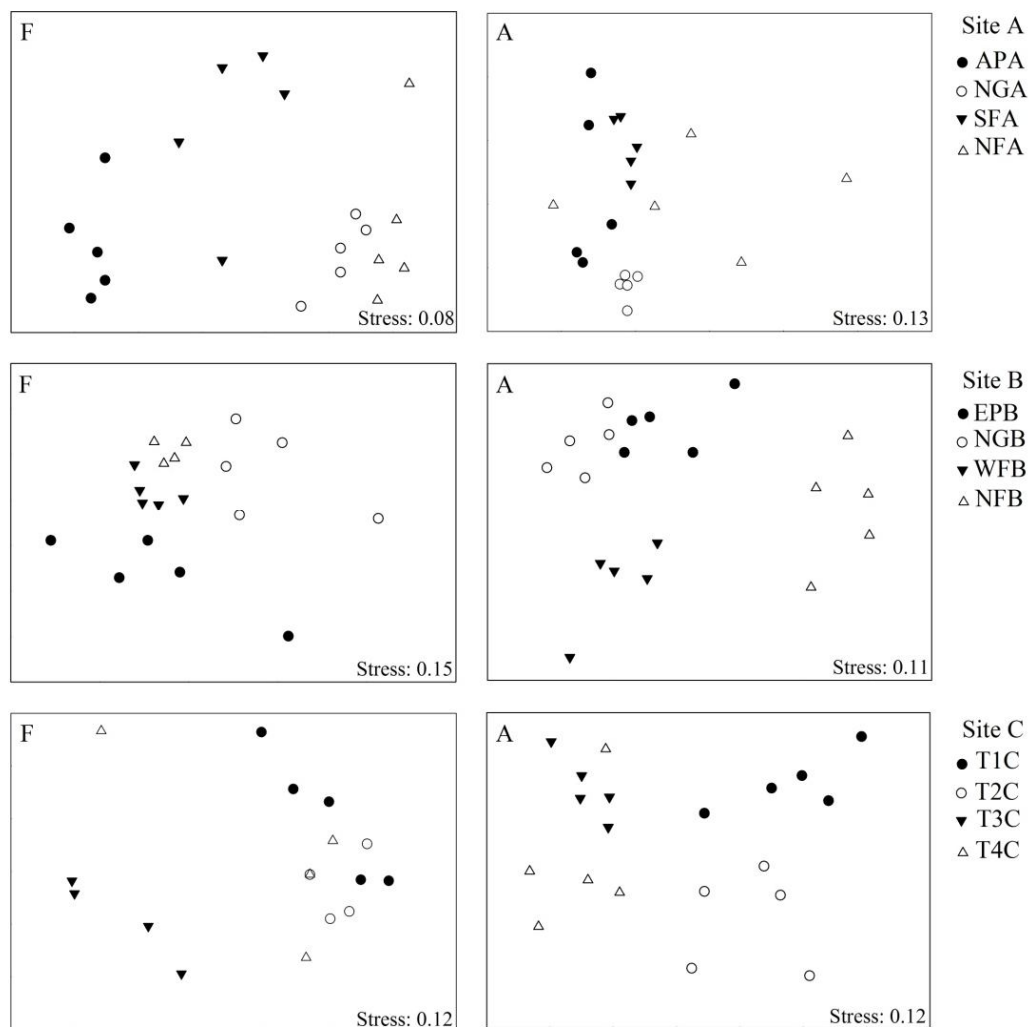 F
Stress: 0.08
A
Stress: 0.13
Site A
● APA
○ NGA
▼ SFA
△ NFA
F
Stress: 0.15
A
Stress: 0.11
Site B
● EPB
○ NGB
▼ WFB
△ NFB
F
Stress: 0.12
A
Stress: 0.12
Site C
● T1C
○ T2C
▼ T3C
△ T4C